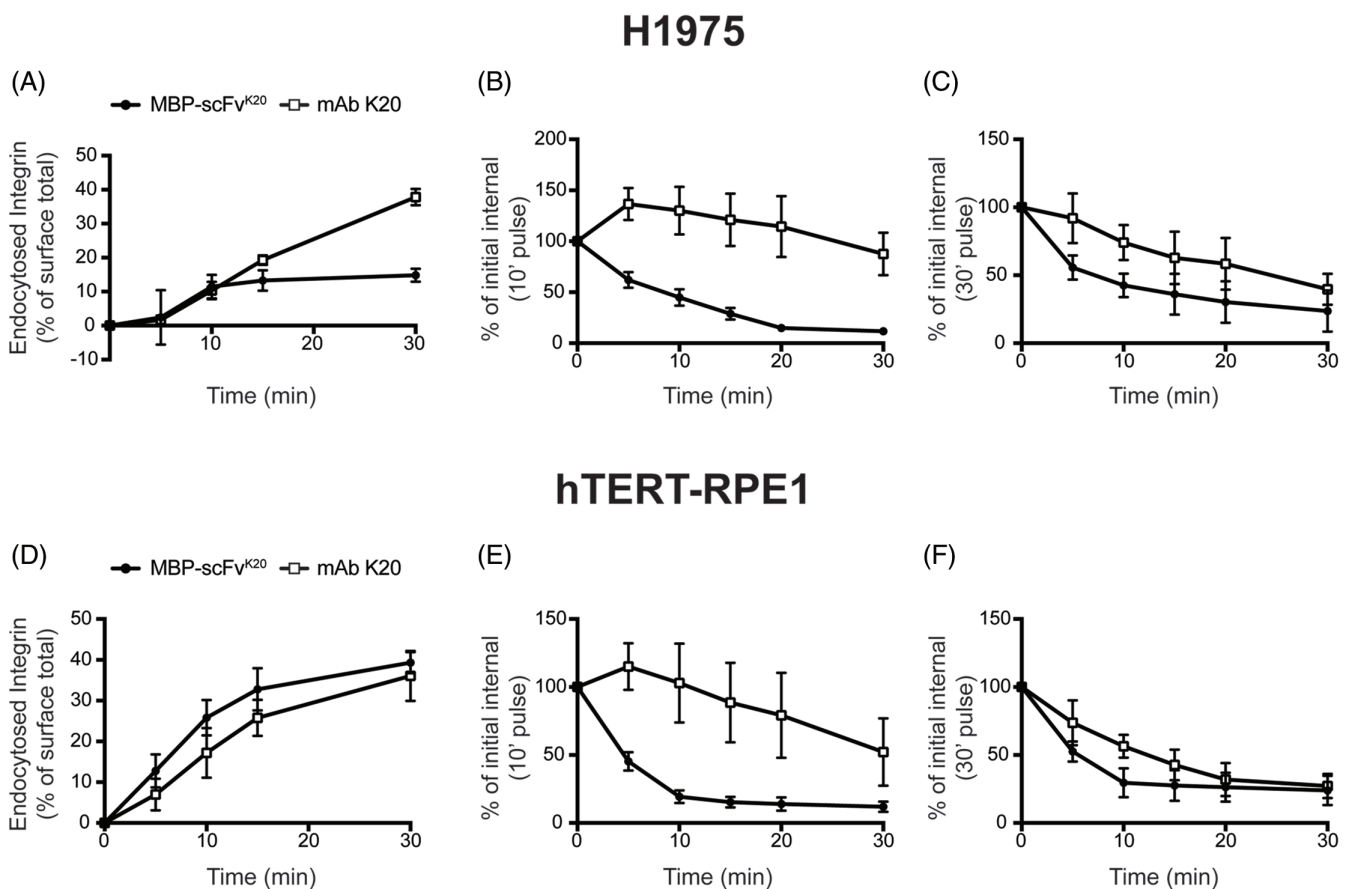 H1975
(A)
MBP-scFvK20 mAb K20
Endocytosed Integrin
(% of surface total)
50
40
30
20
10
0
-10
10 20 30
Time (min)
(B)
% of initial internal
(10' pulse)
200
150
100
50
0
0 10 20 30
Time (min)
(C)
% of initial internal
(30' pulse)
150
100
50
0
0 10 20 30
Time (min)
hTERT-RPE1
(D)
MBP-scFvK20 mAb K20
Endocytosed Integrin
(% of surface total)
50
40
30
20
10
0
0 10 20 30
Time (min)
(E)
% of initial internal
(10' pulse)
150
100
50
0
0 10 20 30
Time (min)
(F)
% of initial internal
(30' pulse)
150
100
50
0
0 10 20 30
Time (min)